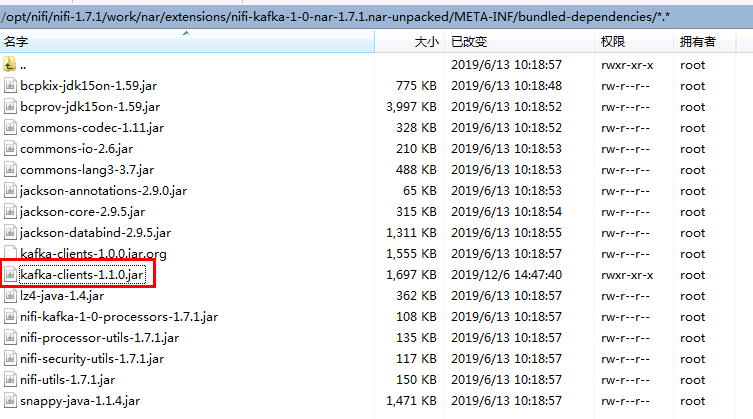 /opt/nifi/nifi-1.7.1/work/nar/extensions/nifi-kafka-1-0-nar-1.7.1.nar-unpacked/META-INF/bundled-dependencies/*.*
名字 大小 已改变 权限 拥有者
.. 2019/6/13 10:18:57 rwxr-xr-x root
bcpkix-jdk15on-1.59.jar 775 KB 2019/6/13 10:18:48 rw-r--r-- root
bcprov-jdk15on-1.59.jar 3,997 KB 2019/6/13 10:18:52 rw-r--r-- root
commons-codec-1.11.jar 328 KB 2019/6/13 10:18:52 rw-r--r-- root
commons-io-2.6.jar 210 KB 2019/6/13 10:18:53 rw-r--r-- root
commons-lang3-3.7.jar 488 KB 2019/6/13 10:18:53 rw-r--r-- root
jackson-annotations-2.9.0.jar 65 KB 2019/6/13 10:18:53 rw-r--r-- root
jackson-core-2.9.5.jar 315 KB 2019/6/13 10:18:54 rw-r--r-- root
jackson-databind-2.9.5.jar 1,311 KB 2019/6/13 10:18:55 rw-r--r-- root
kafka-clients-1.0.0.jar.org 1,555 KB 2019/6/13 10:18:57 rw-r--r-- root
kafka-clients-1.1.0.jar 1,697 KB 2019/12/6 14:47:40 rwxr-xr-x root
lz4-java-1.4.jar 362 KB 2019/6/13 10:18:57 rw-r--r-- root
nifi-kafka-1-0-processors-1.7.1.jar 108 KB 2019/6/13 10:18:57 rw-r--r-- root
nifi-processor-utils-1.7.1.jar 135 KB 2019/6/13 10:18:57 rw-r--r-- root
nifi-security-utils-1.7.1.jar 117 KB 2019/6/13 10:18:57 rw-r--r-- root
nifi-utils-1.7.1.jar 150 KB 2019/6/13 10:18:57 rw-r--r-- root
snappy-java-1.1.4.jar 1,471 KB 2019/6/13 10:18:57 rw-r--r-- root